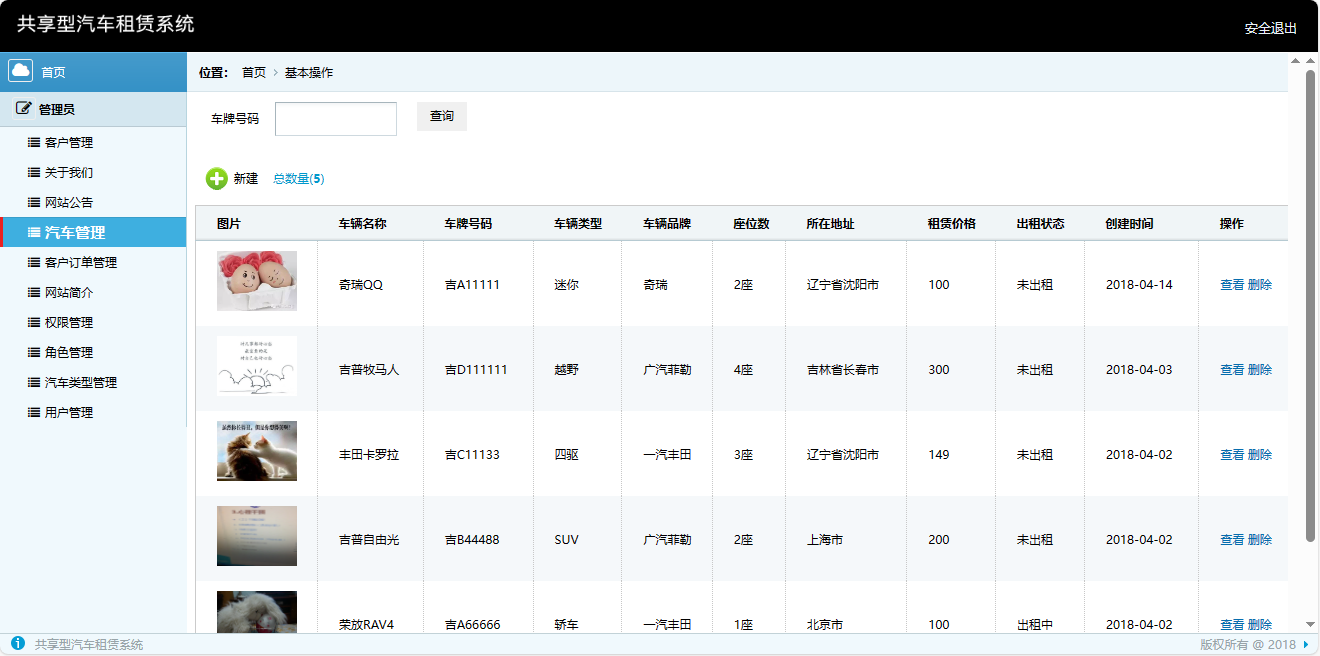 共享型汽车租赁系统
安全退出
首页
位置： 首页 基本操作
管理员
客户管理
关于我们
网站公告
汽车管理
客户订单管理
网站简介
权限管理
角色管理
汽车类型管理
用户管理
车牌号码 查询
新建 总数量(5)
图片 车辆名称 车牌号码 车辆类型 车辆品牌 座位数 所在地址 租赁价格 出租状态 创建时间 操作
奇瑞QQ 吉A11111 迷你 奇瑞 2座 辽宁省沈阳市 100 未出租 2018-04-14 查看 删除
吉普牧马人 吉D111111 越野 广汽菲勒 4座 吉林省长春市 300 未出租 2018-04-03 查看 删除
丰田卡罗拉 吉C11133 四驱 一汽丰田 3座 辽宁省沈阳市 149 未出租 2018-04-02 查看 删除
吉普自由光 吉B44488 SUV 广汽菲勒 2座 上海市 200 未出租 2018-04-02 查看 删除
荣放RAV4 吉A66666 轿车 一汽丰田 1座 北京市 100 出租中 2018-04-02 查看 删除
共享型汽车租赁系统
版权所有 @ 2018